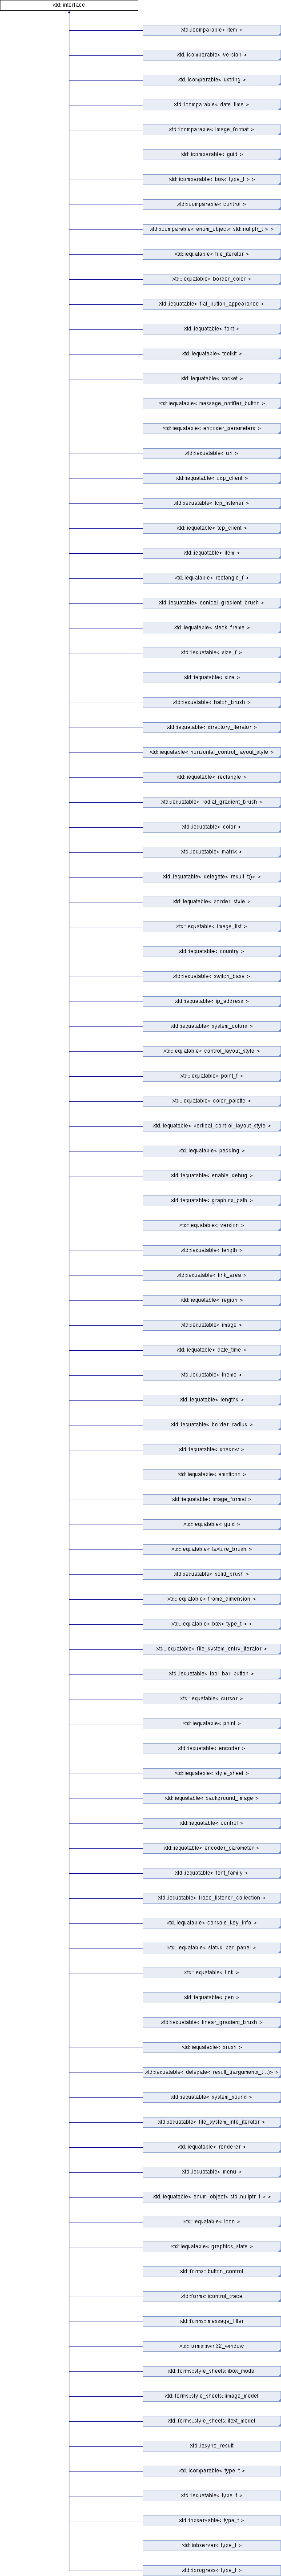 xtd::interface
xtd::icomparable< item >
xtd::icomparable< version >
xtd::icomparable< ustring >
xtd::icomparable< date_time >
xtd::icomparable< image_format >
xtd::icomparable< guid >
xtd::icomparable< box< type_t > >
xtd::icomparable< control >
xtd::icomparable< enum_object< std::nullptr_t > >
xtd::iequatable< file_iterator >
xtd::iequatable< border_color >
xtd::iequatable< flat_button_appearance >
xtd::iequatable< font >
xtd::iequatable< toolkit >
xtd::iequatable< socket >
xtd::iequatable< message_notifier_button >
xtd::iequatable< encoder_parameters >
xtd::iequatable< uri >
xtd::iequatable< udp_client >
xtd::iequatable< tcp_listener >
xtd::iequatable< tcp_client >
xtd::iequatable< item >
xtd::iequatable< rectangle_f >
xtd::iequatable< conical_gradient_brush >
xtd::iequatable< stack_frame >
xtd::iequatable< size_f >
xtd::iequatable< size >
xtd::iequatable< hatch_brush >
xtd::iequatable< directory_iterator >
xtd::iequatable< horizontal_control_layout_style >
xtd::iequatable< rectangle >
xtd::iequatable< radial_gradient_brush >
xtd::iequatable< color >
xtd::iequatable< matrix >
xtd::iequatable< delegate< result_t()> >
xtd::iequatable< border_style >
xtd::iequatable< image_list >
xtd::iequatable< country >
xtd::iequatable< switch_base >
xtd::iequatable< ip_address >
xtd::iequatable< system_colors >
xtd::iequatable< control_layout_style >
xtd::iequatable< point_f >
xtd::iequatable< color_palette >
xtd::iequatable< vertical_control_layout_style >
xtd::iequatable< padding >
xtd::iequatable< enable_debug >
xtd::iequatable< graphics_path >
xtd::iequatable< version >
xtd::iequatable< length >
xtd::iequatable< link_area >
xtd::iequatable< region >
xtd::iequatable< image >
xtd::iequatable< date_time >
xtd::iequatable< theme >
xtd::iequatable< lengths >
xtd::iequatable< border_radius >
xtd::iequatable< shadow >
xtd::iequatable< emoticon >
xtd::iequatable< image_format >
xtd::iequatable< guid >
xtd::iequatable< texture_brush >
xtd::iequatable< solid_brush >
xtd::iequatable< frame_dimension >
xtd::iequatable< box< type_t > >
xtd::iequatable< file_system_entry_iterator >
xtd::iequatable< tool_bar_button >
xtd::iequatable< cursor >
xtd::iequatable< point >
xtd::iequatable< encoder >
xtd::iequatable< style_sheet >
xtd::iequatable< background_image >
xtd::iequatable< control >
xtd::iequatable< encoder_parameter >
xtd::iequatable< font_family >
xtd::iequatable< trace_listener_collection >
xtd::iequatable< console_key_info >
xtd::iequatable< status_bar_panel >
xtd::iequatable< link >
xtd::iequatable< pen >
xtd::iequatable< linear_gradient_brush >
xtd::iequatable< brush >
xtd::iequatable< delegate< result_t(arguments_t...)> >
xtd::iequatable< system_sound >
xtd::iequatable< file_system_info_iterator >
xtd::iequatable< renderer >
xtd::iequatable< menu >
xtd::iequatable< enum_object< std::nullptr_t > >
xtd::iequatable< icon >
xtd::iequatable< graphics_state >
xtd::forms::ibutton_control
xtd::forms::icontrol_trace
xtd::forms::imessage_filter
xtd::forms::iwin32_window
xtd::forms::style_sheets::ibox_model
xtd::forms::style_sheets::iimage_model
xtd::forms::style_sheets::itext_model
xtd::iasync_result
xtd::icomparable< type_t >
xtd::iequatable< type_t >
xtd::iobservable< type_t >
xtd::iobserver< type_t >
xtd::iprogress< type_t >